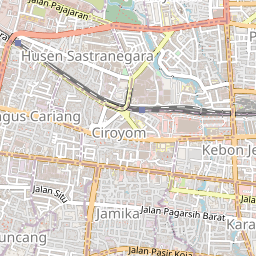 Jalan Pajajaran
Husen Sastranegara
agus Cariang
Ciroyom
Kebon Je
Jalan Situ
Jamika
Jalan Pagarsih Barat
Kara
uncang
Jalan Pasir Koja